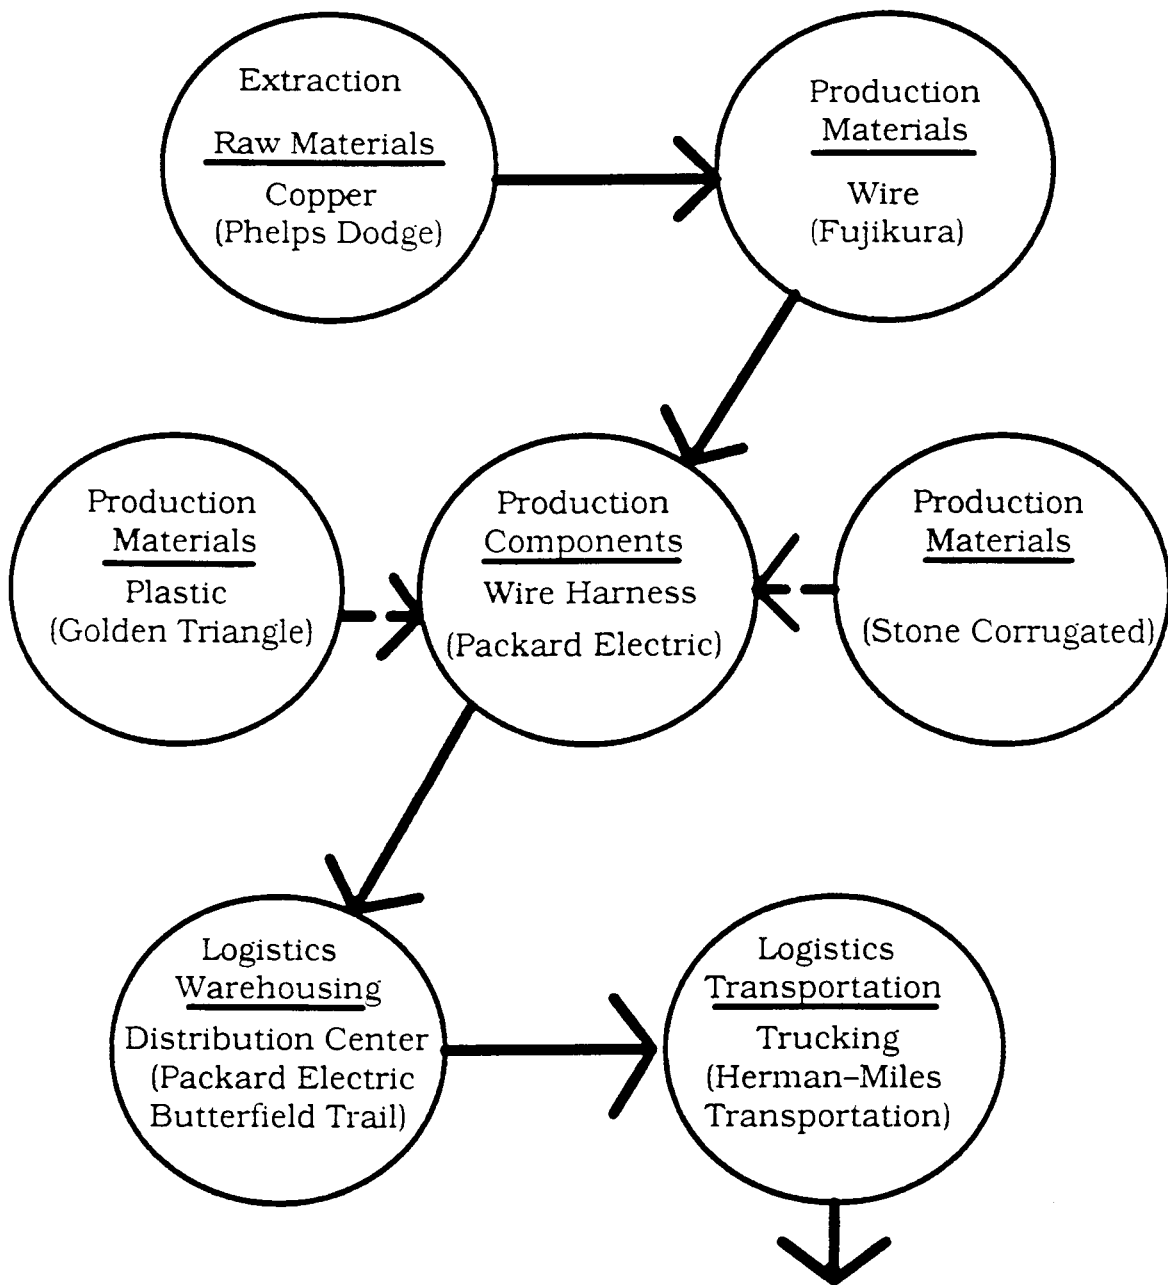 Extraction
Raw Materials
Copper
(Phelps Dodge)
Production
Materials
Wire
(Fujikura)
Production
Materials
Plastic
(Golden Triangle)
Production
Components
Wire Harness
(Packard Electric)
Production
Materials
(Stone Corrugated)
Logistics
Warehousing
Distribution Center
(Packard Electric
Butterfield Trail)
Logistics
Transportation
Trucking
(Herman–Miles
Transportation)